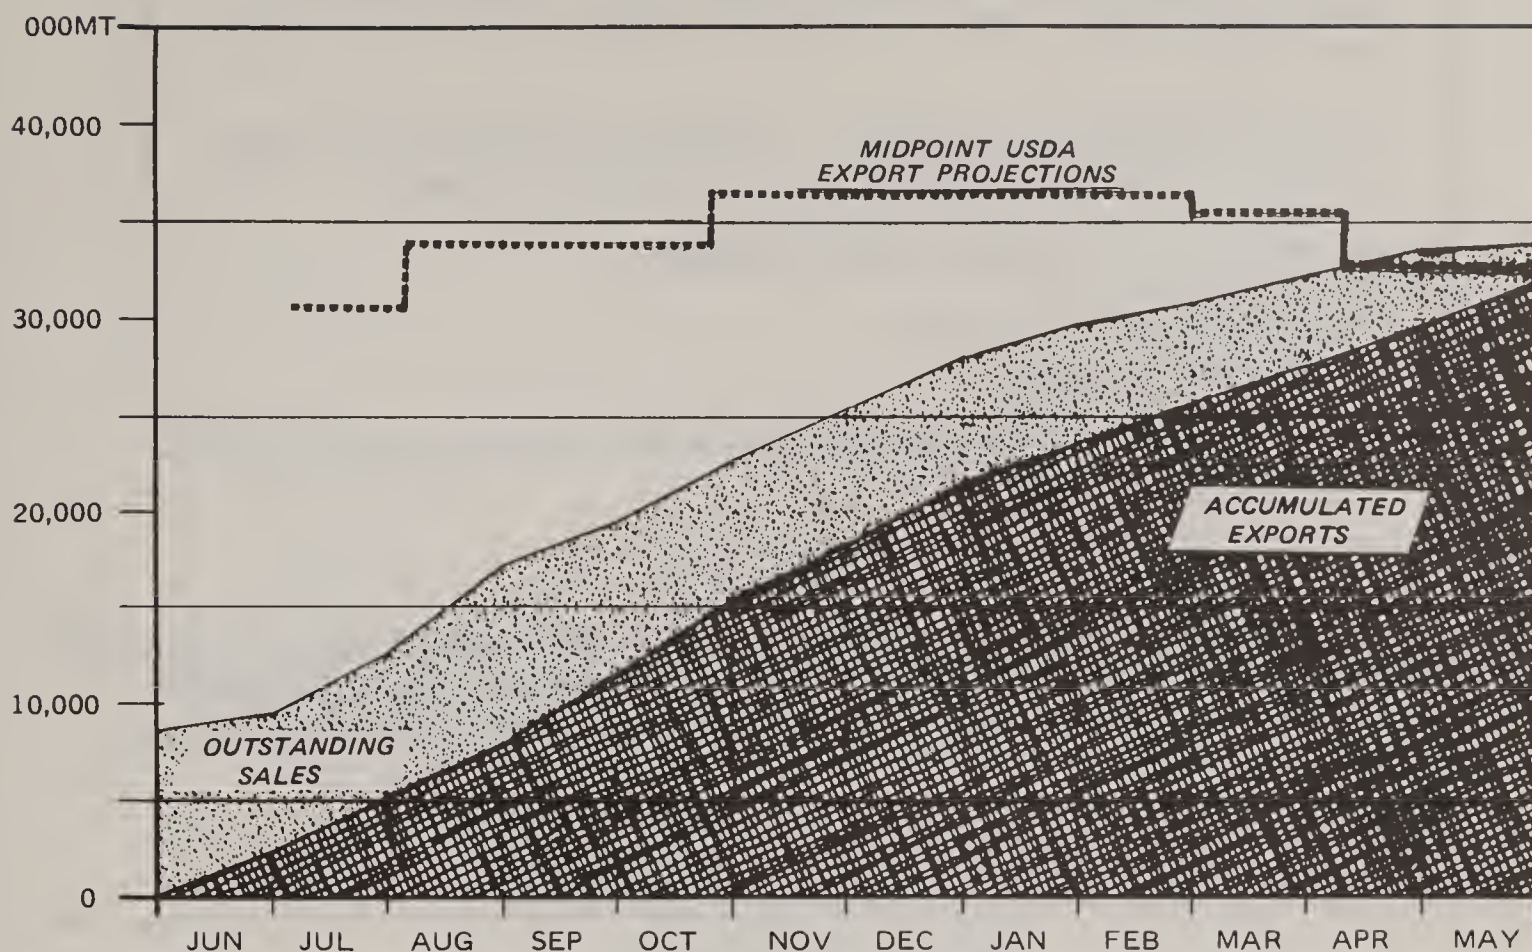 000MT
40,000
MIDPOINT USDA
EXPORT PROJECTIONS
30,000
20,000
ACCUMULATED
EXPORTS
10,000
OUTSTANDING
SALES
0
JUN JUL AUG SEP OCT NOV DEC JAN FEB MAR APR MAY